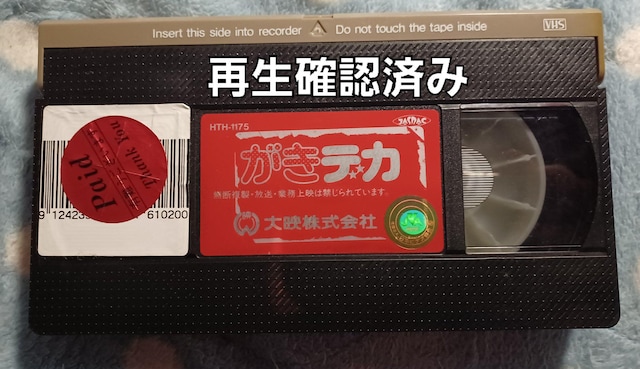 Insert this side into recorder
Do not touch the tape inside
VHS
再生確認済み
HTH-1175
がきデカ
無断複製・放送・業務上映は禁じられています。
大映株式会社
Paid
Thank You
610200